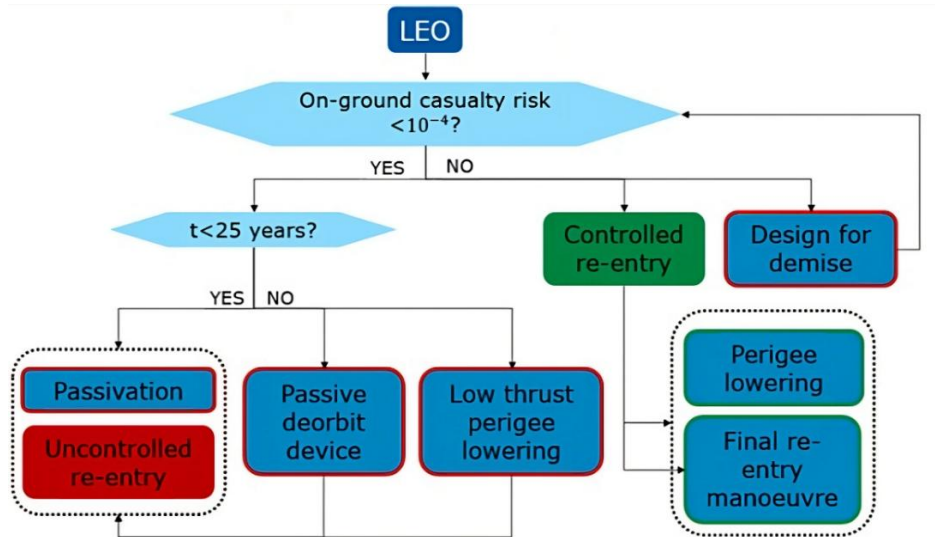 LEO
On-ground casualty risk
<10⁻⁴?
YES NO
t<25 years?
Controlled
re-entry
Design for
demise
YES NO
Passivation
Uncontrolled
re-entry
Passive
deorbit
device
Low thrust
perigee
lowering
Perigee
lowering
Final re-
entry
manoeuvre